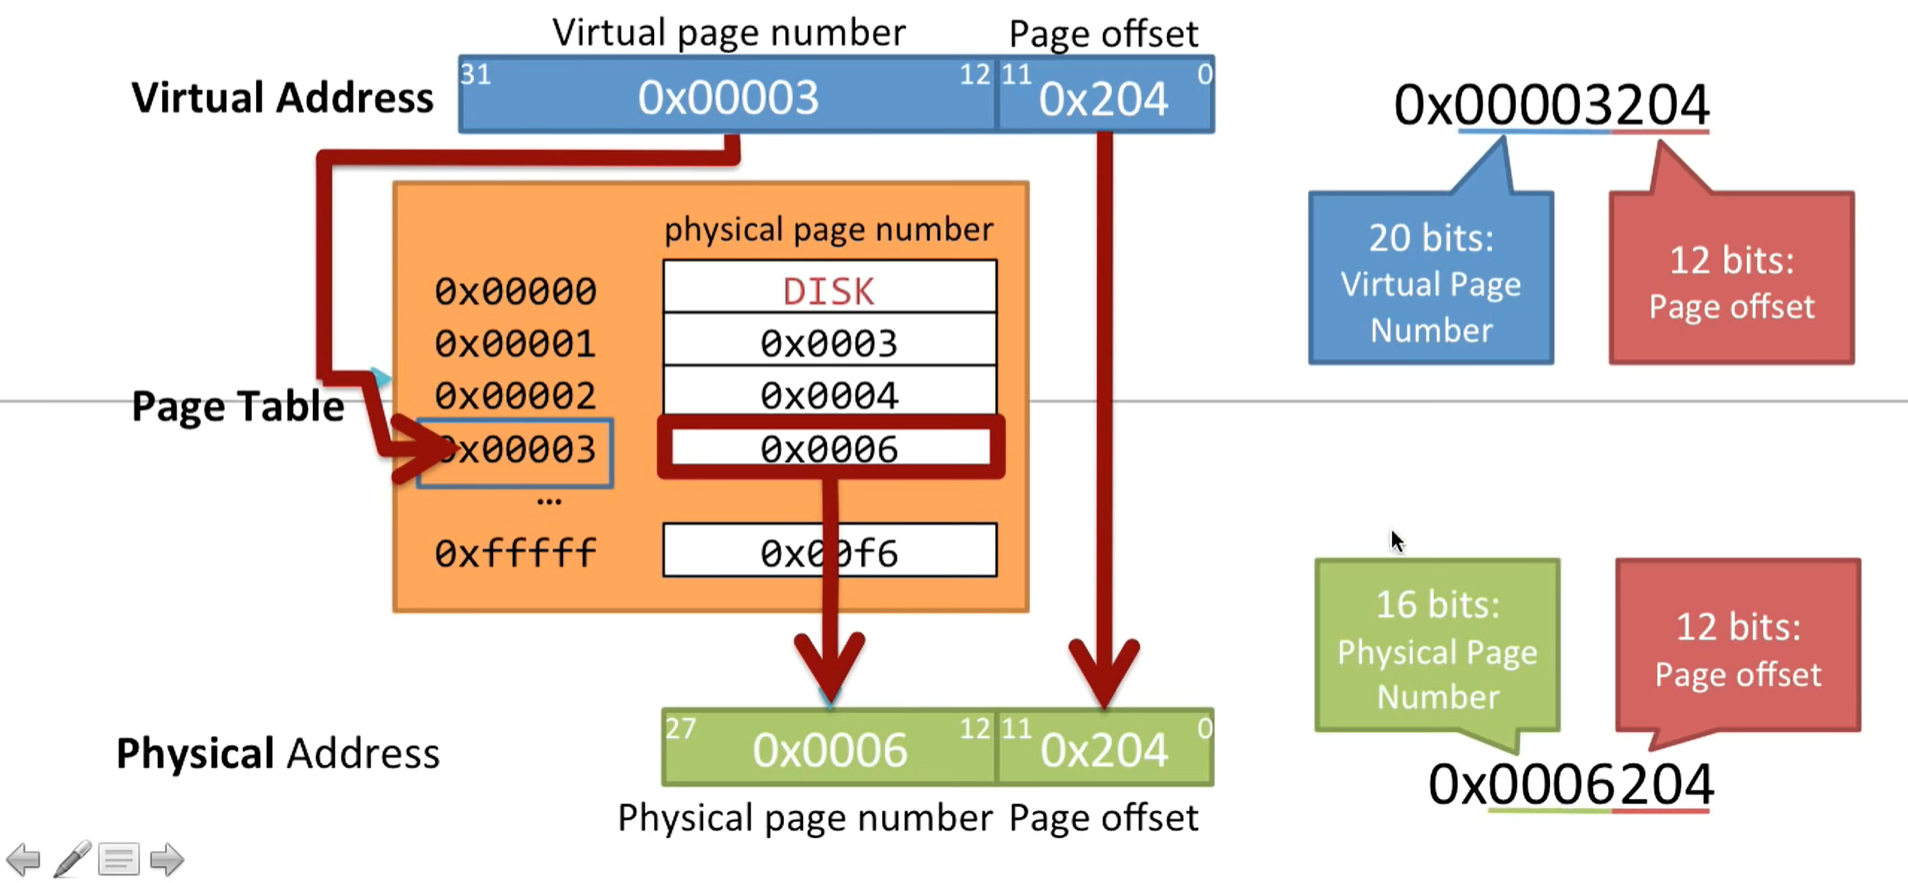 Virtual page number
Page offset
Virtual Address
31
0x00003
12
11
0x204
0
0x00003204
20 bits:
Virtual Page
Number
12 bits:
Page offset
Page Table
physical page number
0x00000
DISK
0x00001
0x0003
0x00002
0x0004
0x00003
0x0006
...
0xfffff
0x00f6
16 bits:
Physical Page
Number
12 bits:
Page offset
Physical Address
27
0x0006
12
11
0x204
0
0x0006204
Physical page number
Page offset